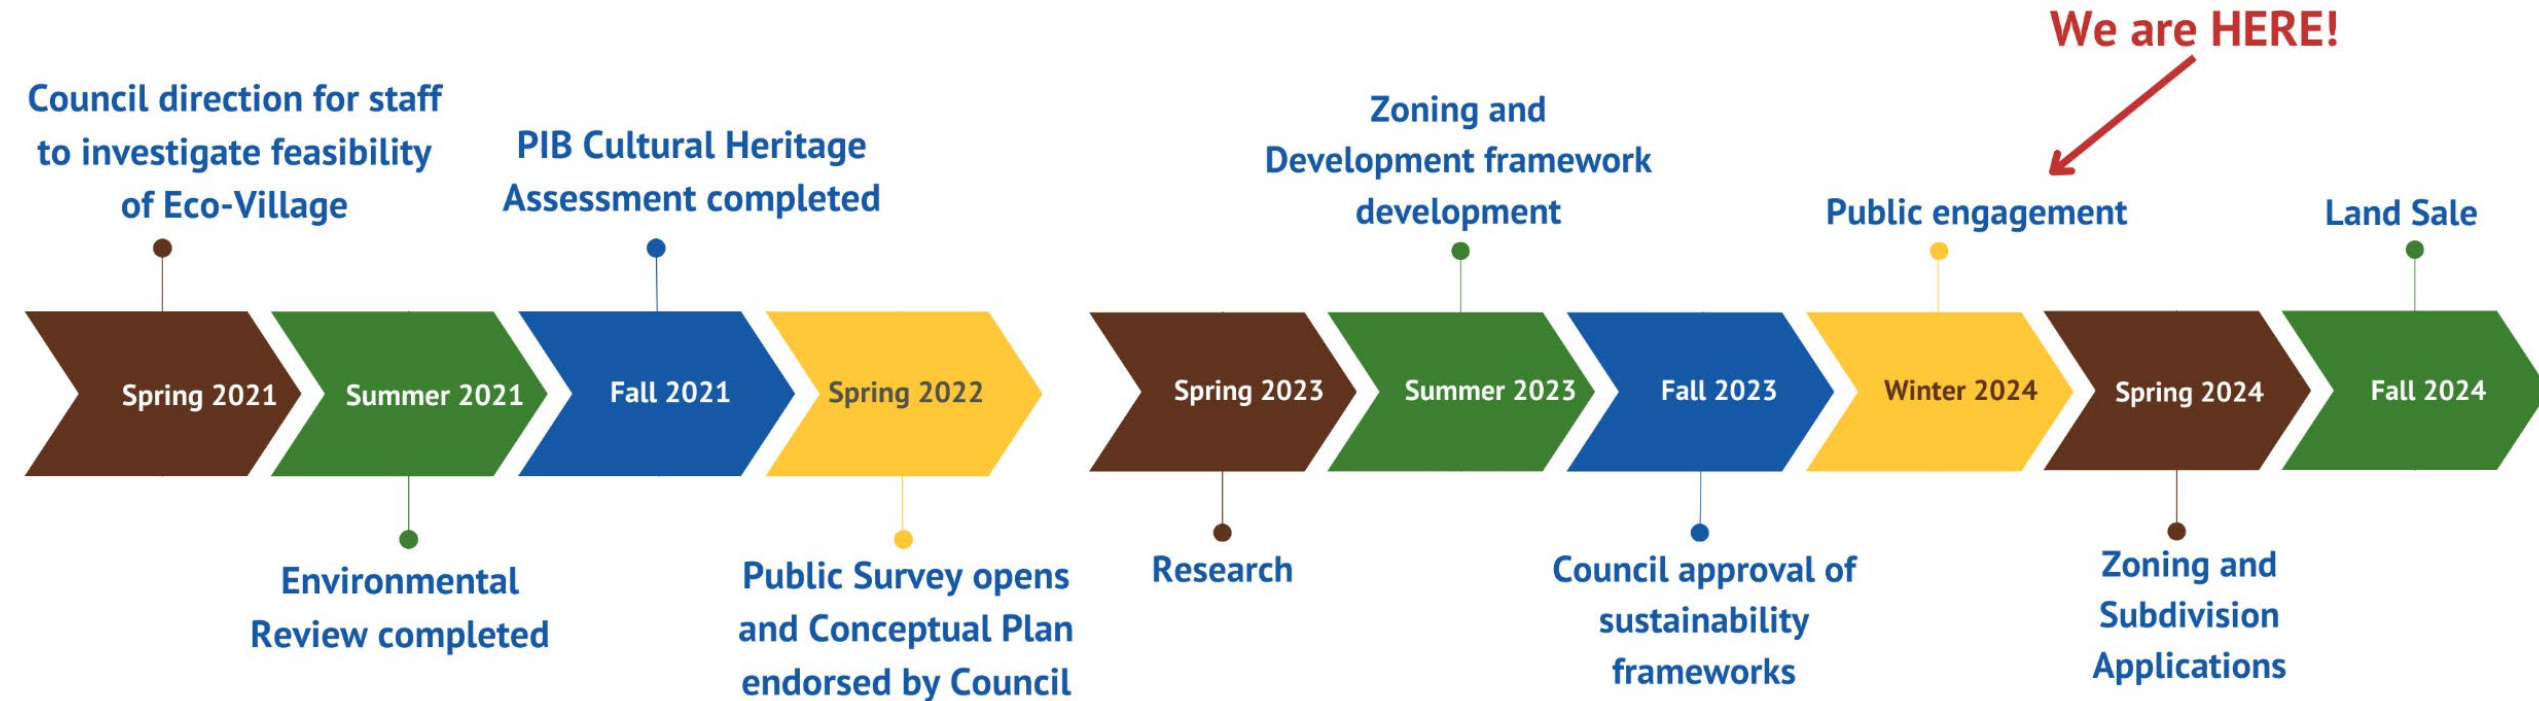 We are HERE!
Council direction for staff
to investigate feasibility
of Eco-Village
PIB Cultural Heritage
Assessment completed
Zoning and
Development framework
development
Public engagement
Land Sale
Spring 2021
Summer 2021
Fall 2021
Spring 2022
Spring 2023
Summer 2023
Fall 2023
Winter 2024
Spring 2024
Fall 2024
Environmental
Review completed
Public Survey opens
and Conceptual Plan
endorsed by Council
Research
Council approval of
sustainability
frameworks
Zoning and
Subdivision
Applications